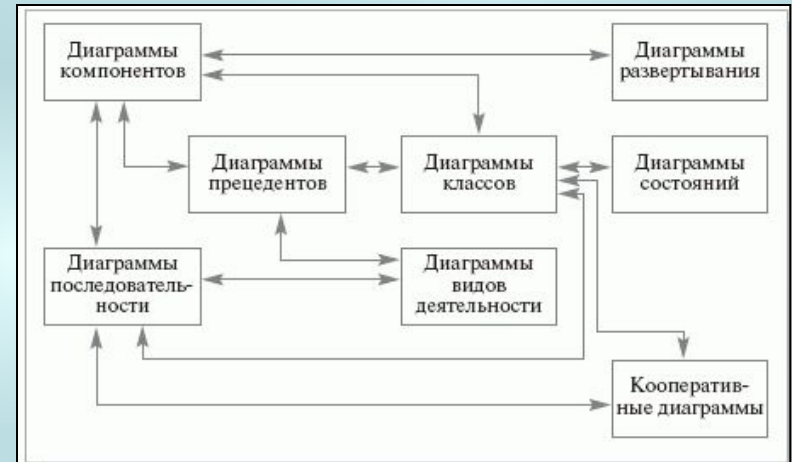 Диаграммы
компонентов
Диаграммы
развертывания
Диаграммы
прецедентов
Диаграммы
классов
Диаграммы
состояний
Диаграммы
последователь-
ности
Диаграммы
видов
деятельности
Кооператив-
ные диаграммы